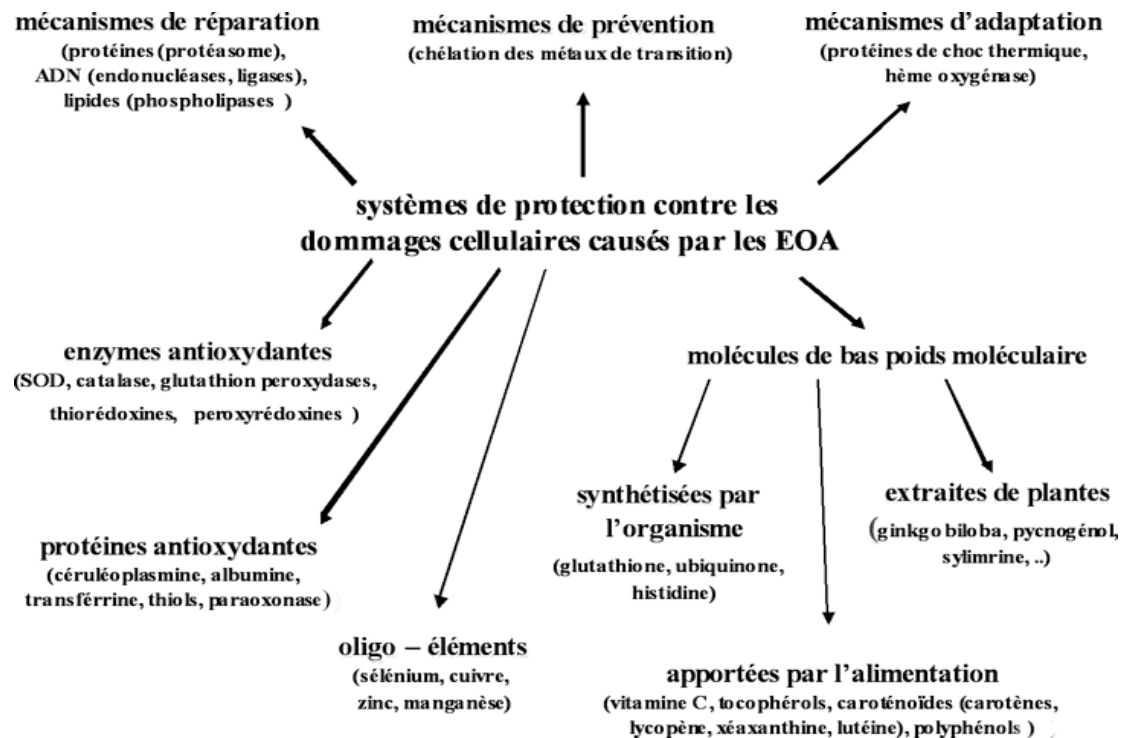 mécanismes de réparation
(protéines (protéasome),
ADN (endonucléases, ligases),
lipides (phospholipases )
mécanismes de prévention
(chélation des métaux de transition)
mécanismes d'adaptation
(protéines de choc thermique,
hème oxygénase)
systèmes de protection contre les
dommages cellulaires causés par les EOA
enzymes antioxydantes
(SOD, catalase, glutathion peroxydases,
thiorédoxines, peroxyrédoxines )
molécules de bas poids moléculaire
protéines antioxydantes
(céruléoplasmine, albumine,
transférrine, thiols, paraoxonase)
synthétisées par
l'organisme
(glutathione, ubiquinone,
histidine)
extraites de plantes
(ginkgo biloba, pycnogénol,
sylimrine, ..)
oligo – éléments
(sélénium, cuivre,
zinc, manganèse)
apportées par l'alimentation
(vitamine C, tocophérols, caroténoïdes (carotènes,
lycopène, xéaxanthine, lutéine), polyphénols )